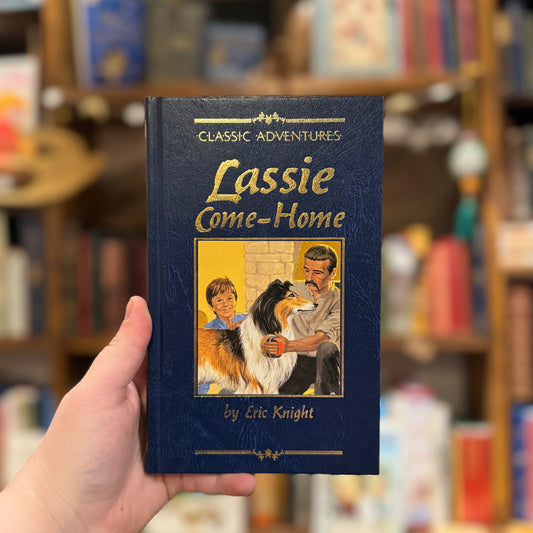 CLASSIC ADVENTURES
Lassie
Come-Home
by Eric Knight